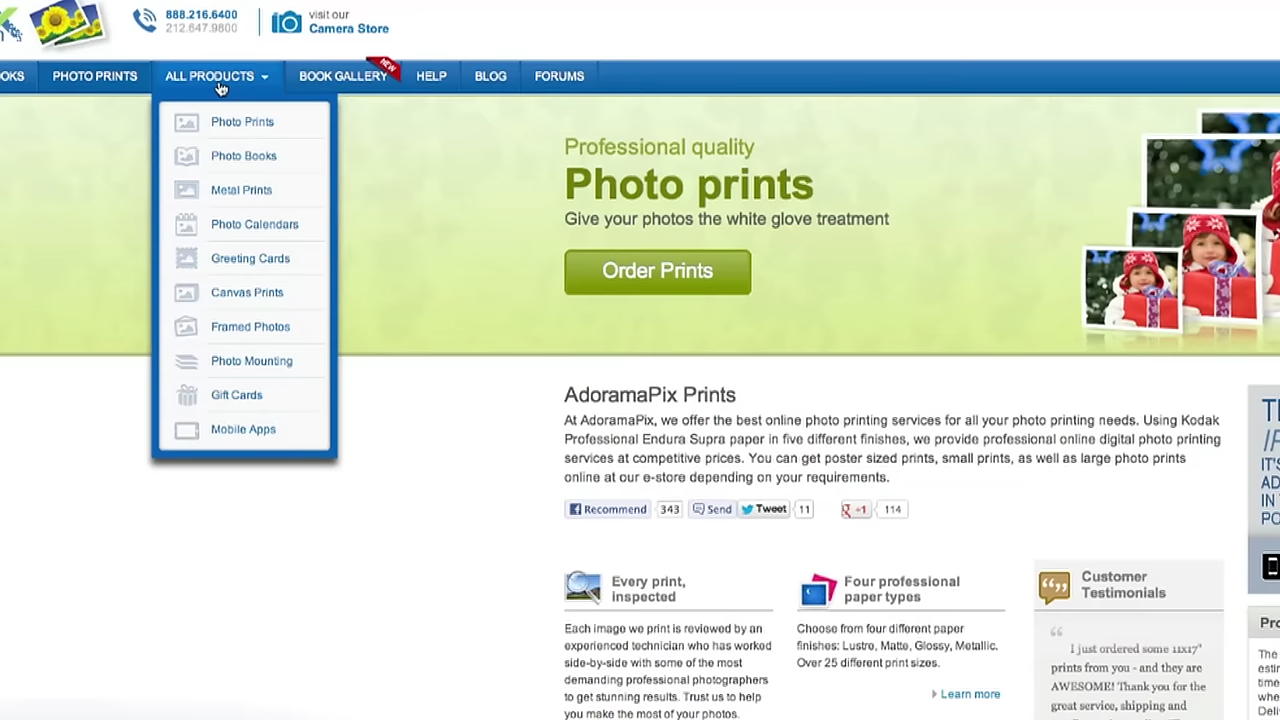 888.216.6400
212.647.9800
visit our
Camera Store
OKS
PHOTO PRINTS
ALL PRODUCTS
BOOK GALLERY
NEW
HELP
BLOG
FORUMS
Photo Prints
Photo Books
Metal Prints
Photo Calendars
Greeting Cards
Canvas Prints
Framed Photos
Photo Mounting
Gift Cards
Mobile Apps
Professional quality
Photo prints
Give your photos the white glove treatment
Order Prints
AdoramaPix Prints
At AdoramaPix, we offer the best online photo printing services for all your photo printing needs. Using Kodak
Professional Endura Supra paper in five different finishes, we provide professional online digital photo printing
services at competitive prices. You can get poster sized prints, small prints, as well as large photo prints
online at our e-store depending on your requirements.
Recommend 343 Send Tweet 11 +1 114
Every print,
inspected
Each image we print is reviewed by an
experienced technician who has worked
side-by-side with some of the most
demanding professional photographers
to get stunning results. Trust us to help
you make the most of your photos.
Four professional
paper types
Choose from four different paper
finishes: Lustre, Matte, Glossy, Metallic.
Over 25 different print sizes.
Learn more
Customer
Testimonials
I just ordered some 11x17"
prints from you - and they are
AWESOME! Thank you for the
great service, shipping and
IT'S
IN
The